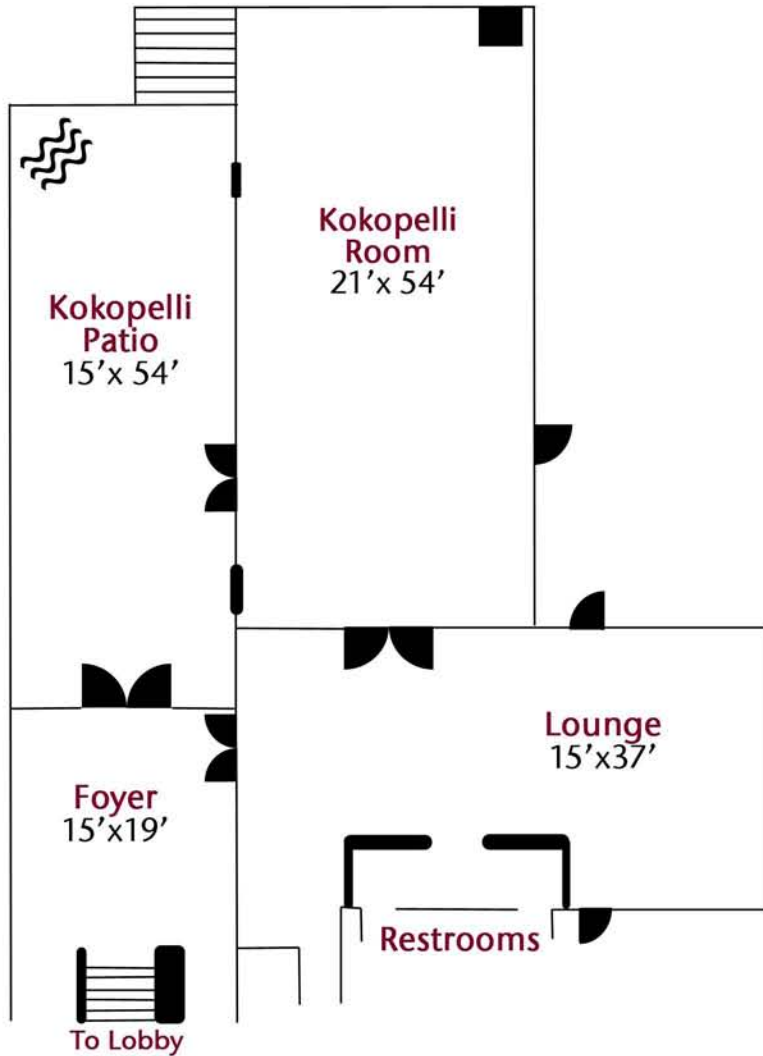 Kokopelli
Room
21’x 54’
Kokopelli
Patio
15’x 54’
Lounge
15’x37’
Foyer
15’x19’
Restrooms
To Lobby